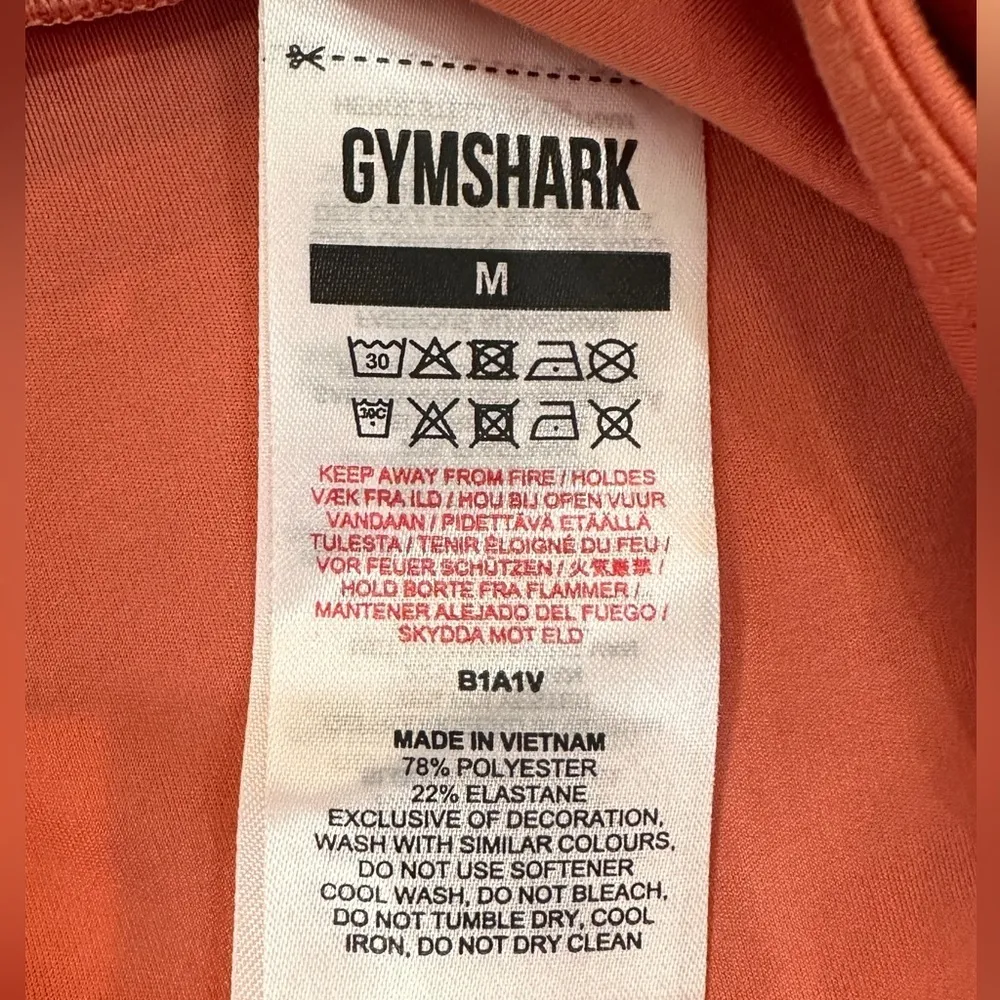 GYMSHARK
M
30
30C
KEEP AWAY FROM FIRE / HOLDES
VÆK FRA ILD / HOU BIJ OPEN VUUR
VANDAAN / PIDETTÄVÄ ETÄÄLLÄ
TULESTA / TENIR ÉLOIGNÉ DU FEU /
VOR FEUER SCHÜTZEN / 火気厳禁 /
HOLD BORTE FRA FLAMMER /
MANTENER ALEJADO DEL FUEGO /
SKYDDA MOT ELD
B1A1V
MADE IN VIETNAM
78% POLYESTER
22% ELASTANE
EXCLUSIVE OF DECORATION,
WASH WITH SIMILAR COLOURS,
DO NOT USE SOFTENER
COOL WASH, DO NOT BLEACH,
DO NOT TUMBLE DRY, COOL
IRON, DO NOT DRY CLEAN